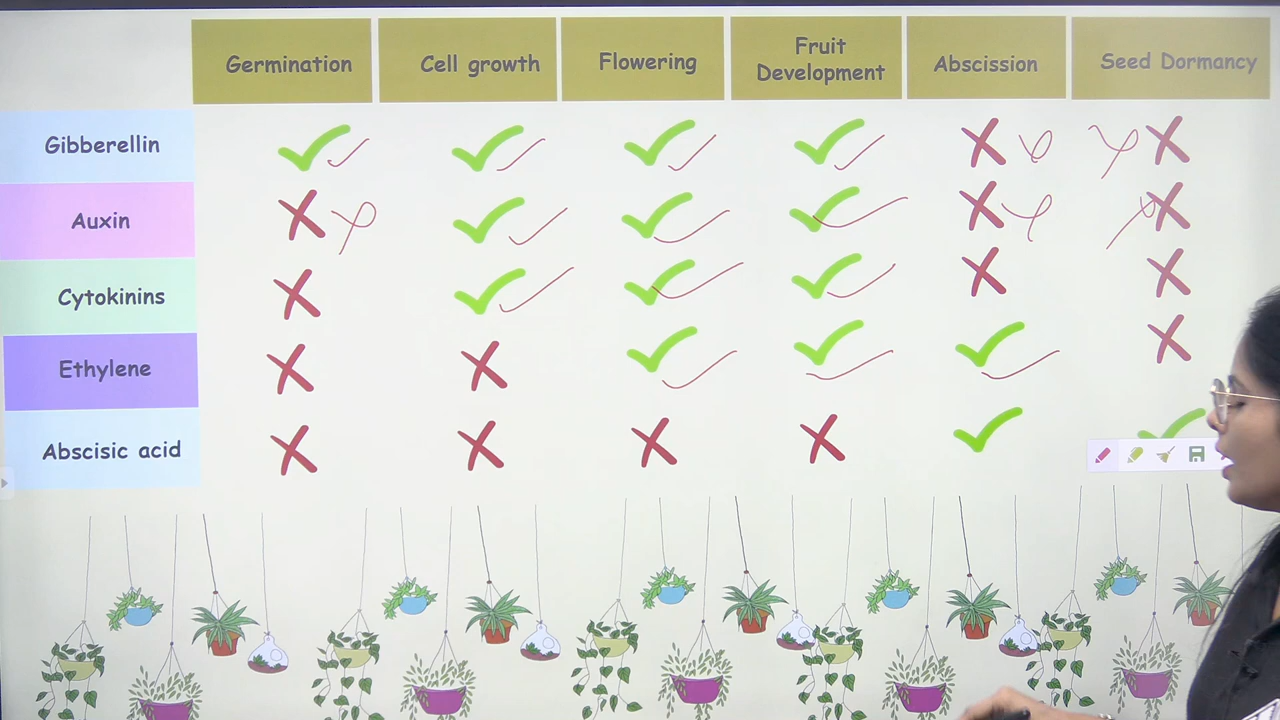 Germination Cell growth Flowering Fruit Development Abscission Seed Dormancy
Gibberellin
Auxin
Cytokinins
Ethylene
Abscisic acid